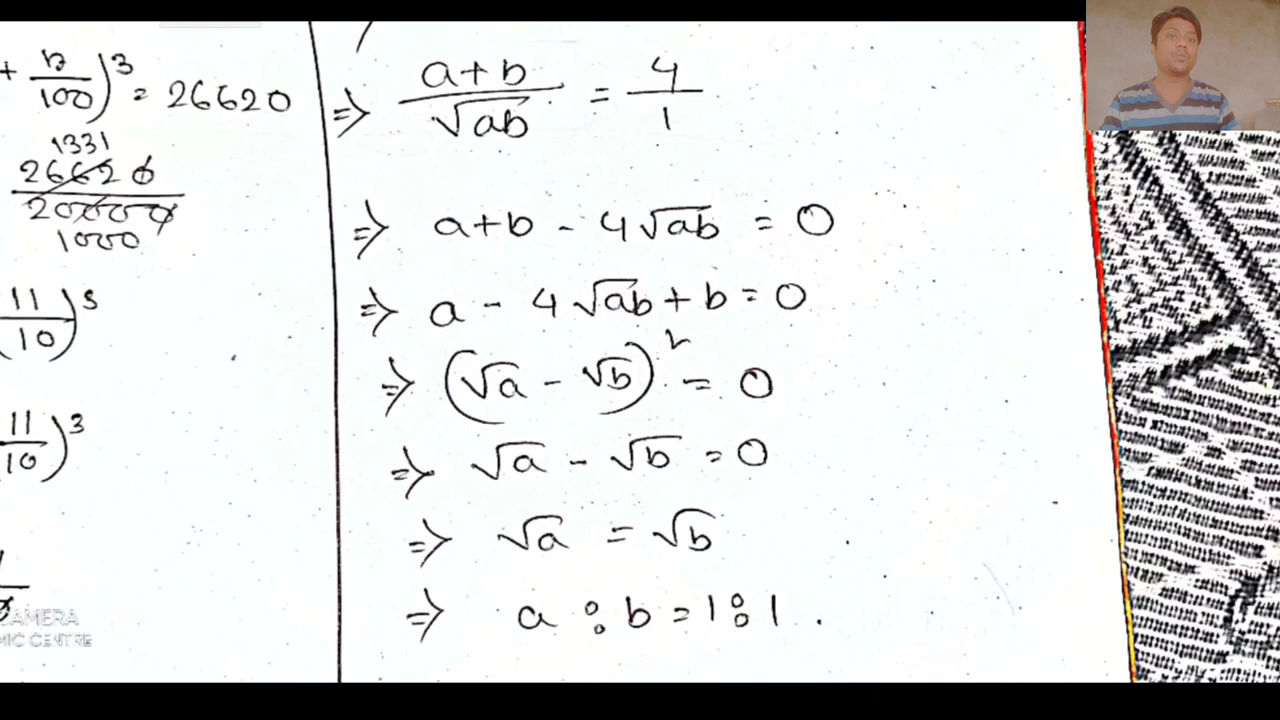 + r/100)³ = 26620
1331
26620
20000
1000
11/10)⁵
11/10)³
CAMERA
MIC CENTRE
⇒ a+b/√ab = 4/1
⇒ a+b - 4√ab = 0
⇒ a - 4√ab + b = 0
⇒ (√a - √b)² = 0
⇒ √a - √b = 0
⇒ √a = √b
⇒ a : b = 1 : 1.